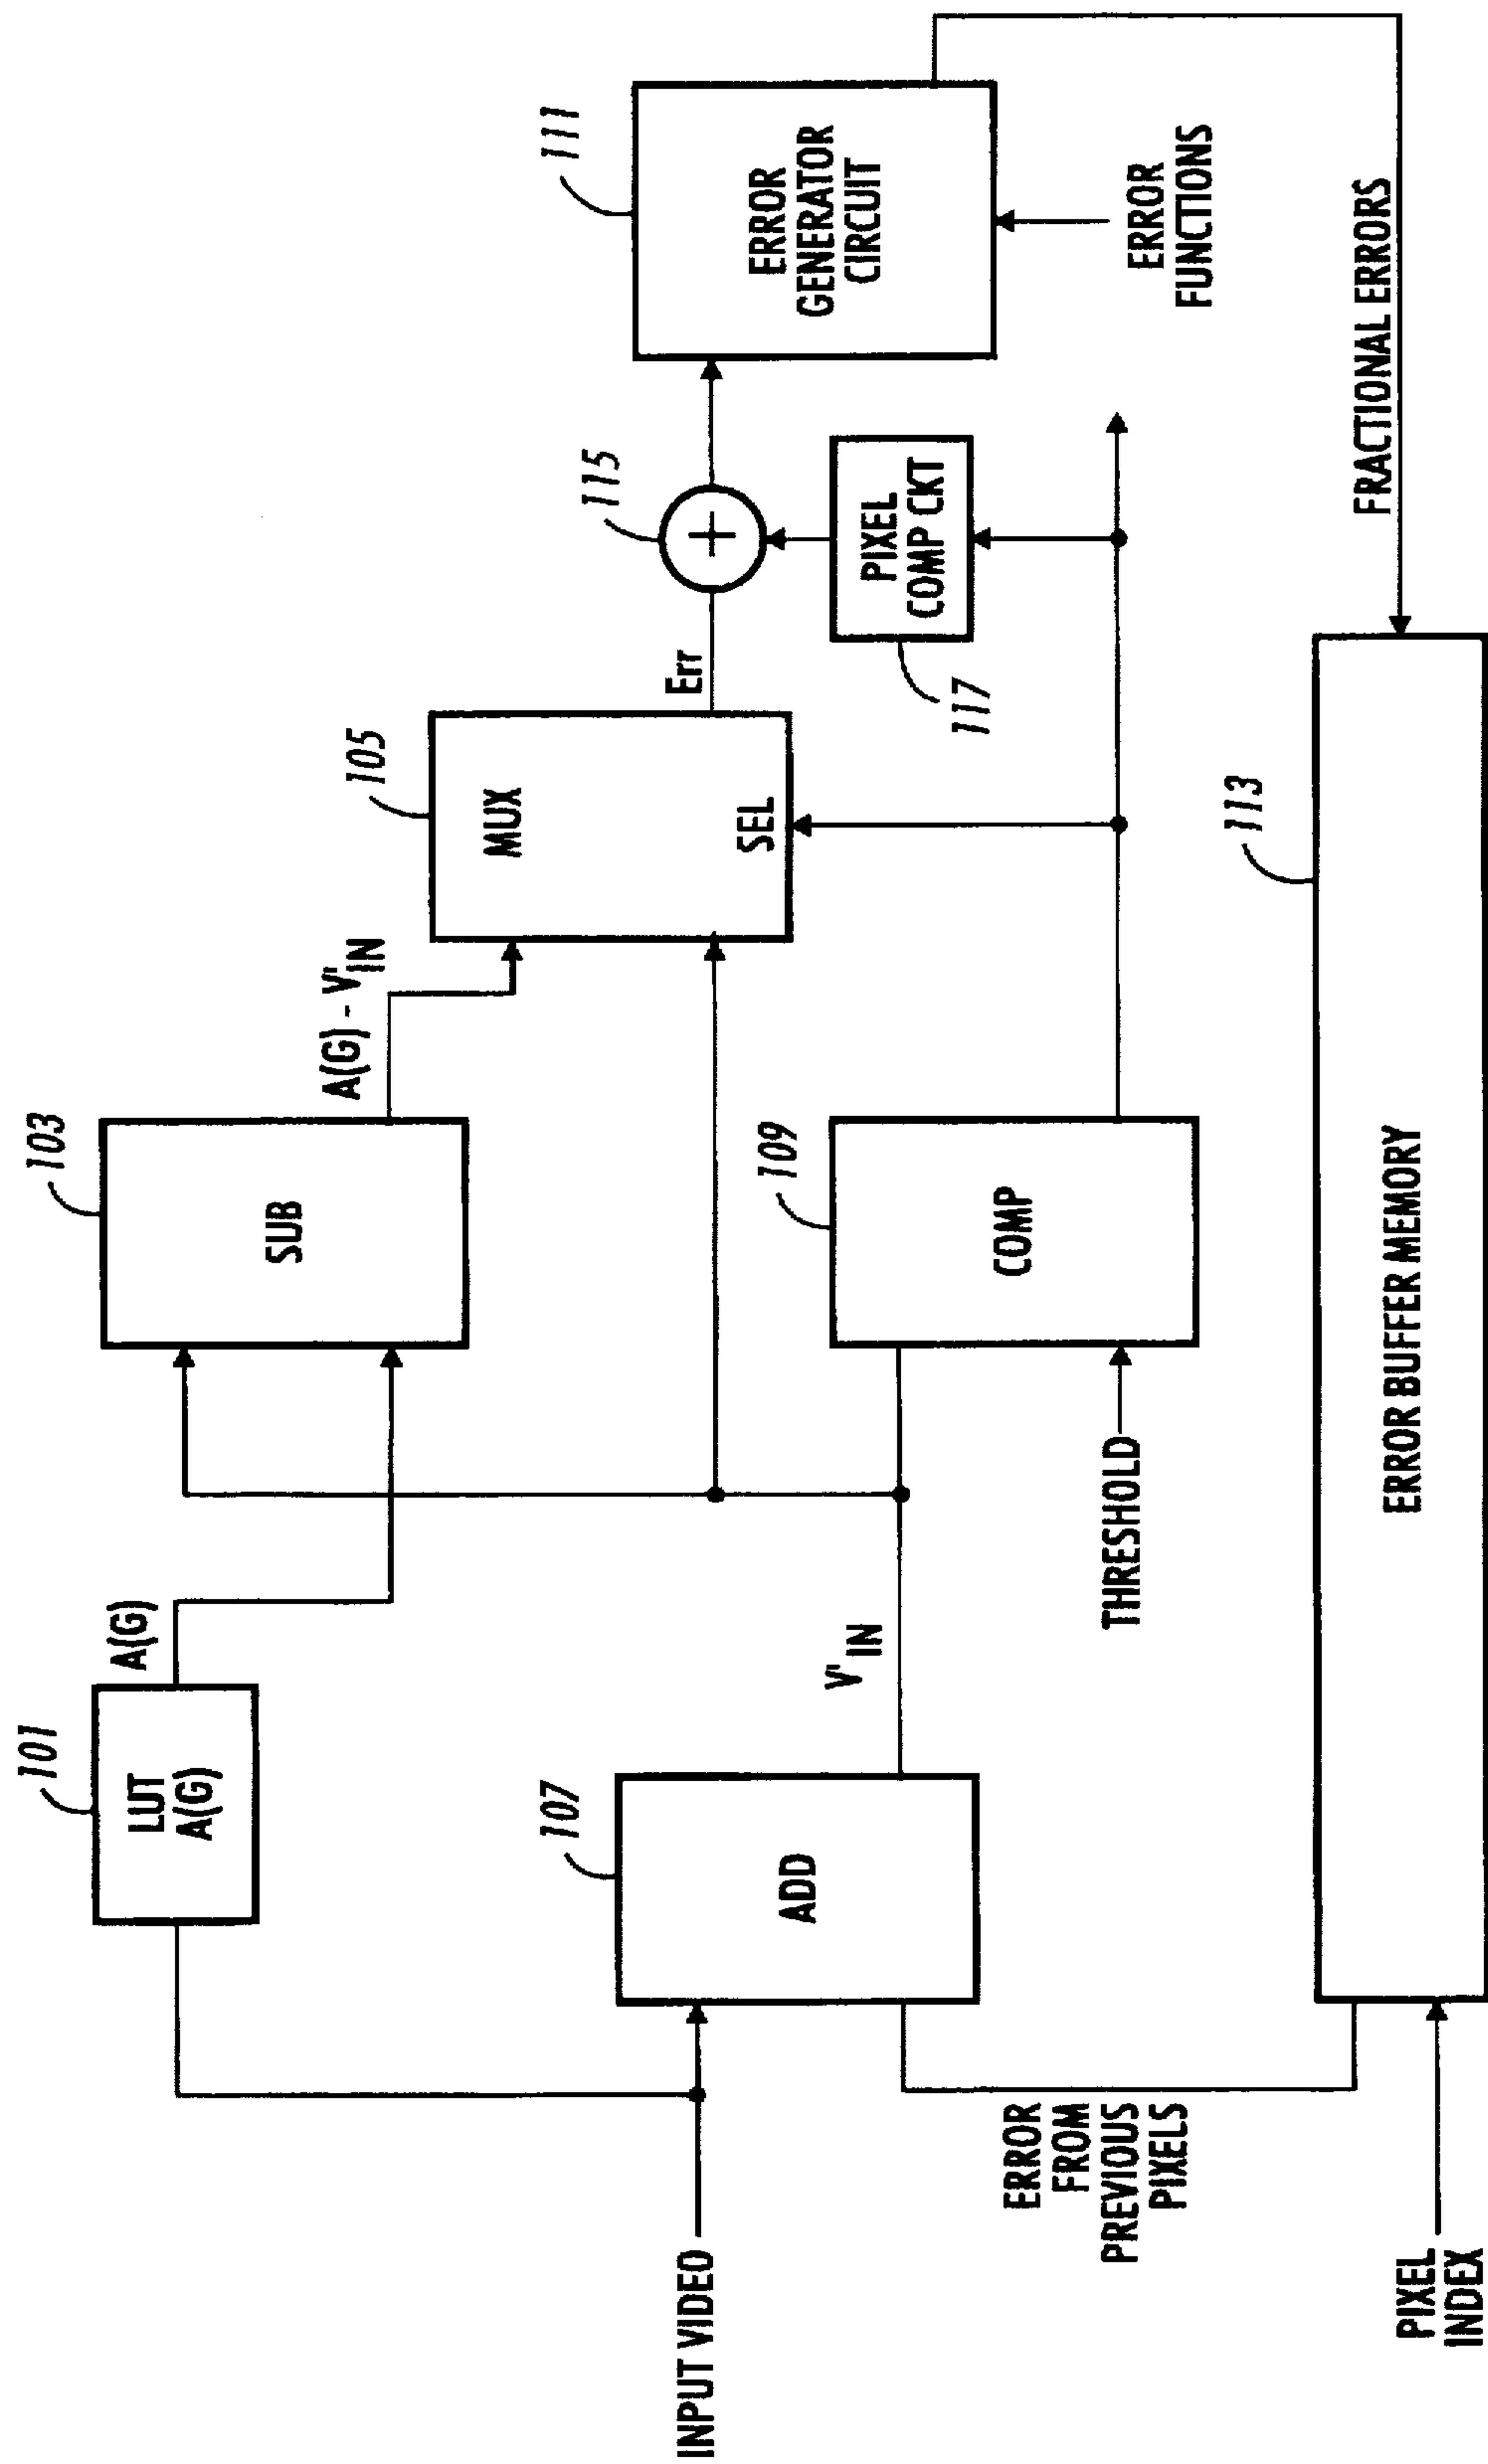 101
LUT
A(G)
A(G)
103
SUB
A(G) - V'IN
105
MUX
SEL
Err
115
111
ERROR
GENERATOR
CIRCUIT
INPUT VIDEO
107
ADD
V'IN
109
COMP
THRESHOLD
PIXEL
COMP CKT
117
ERROR
FUNCTIONS
ERROR
FROM
PREVIOUS
PIXELS
113
FRACTIONAL ERRORS
PIXEL
INDEX
ERROR BUFFER MEMORY